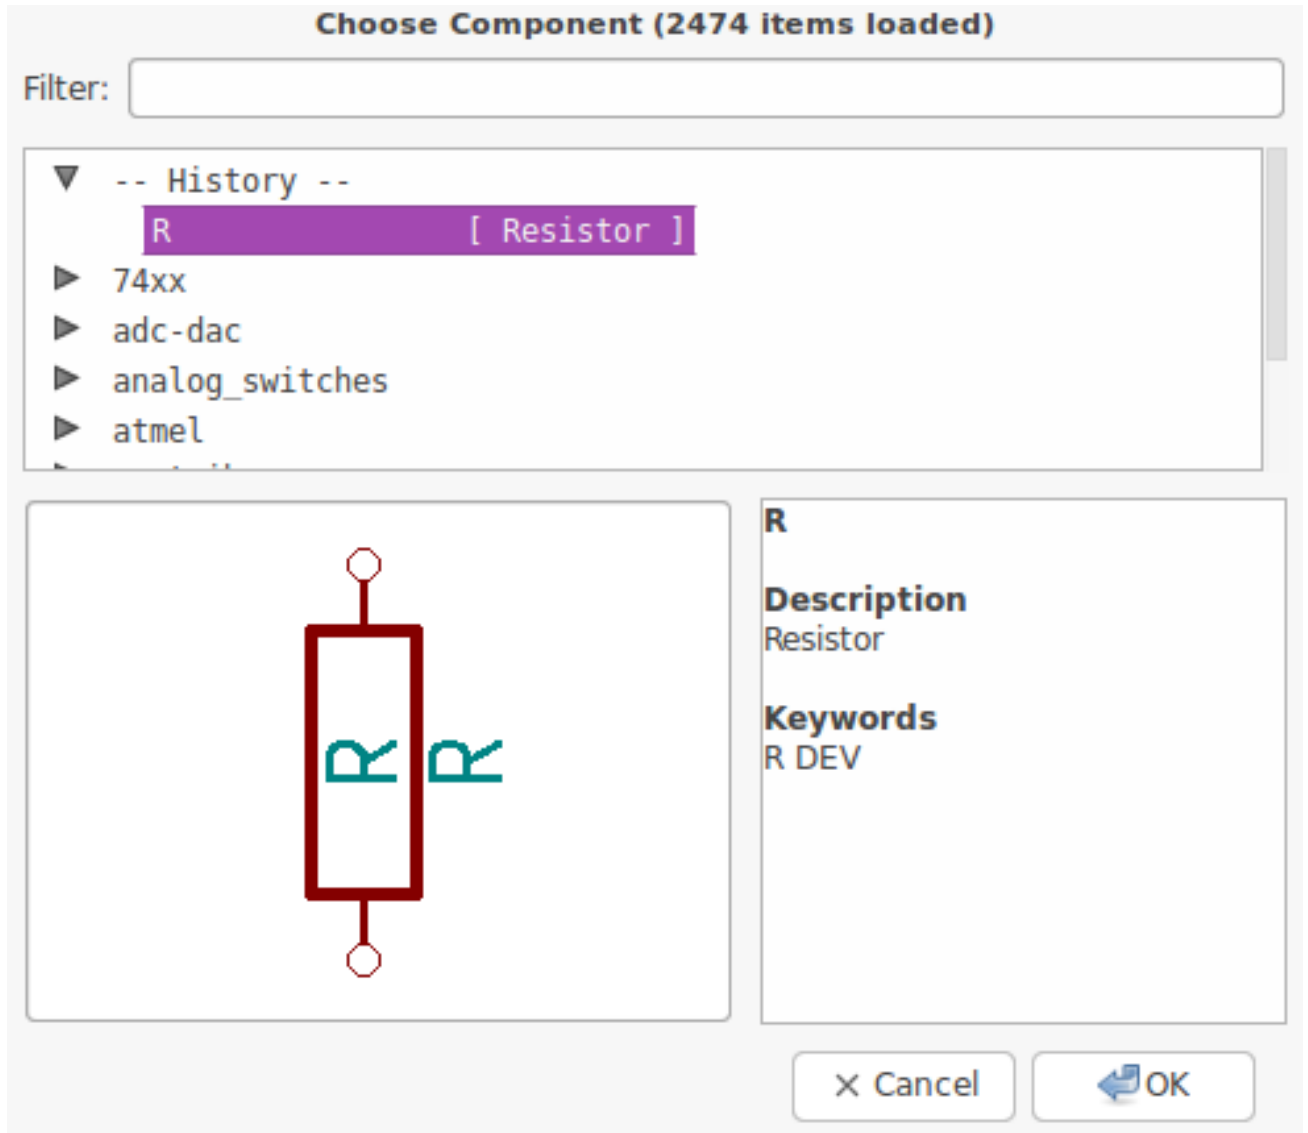 Choose Component (2474 items loaded)
Filter:
-- History --
R [ Resistor ]
74xx
adc-dac
analog_switches
atmel
R
R
R
Description
Resistor
Keywords
R DEV
Cancel
OK